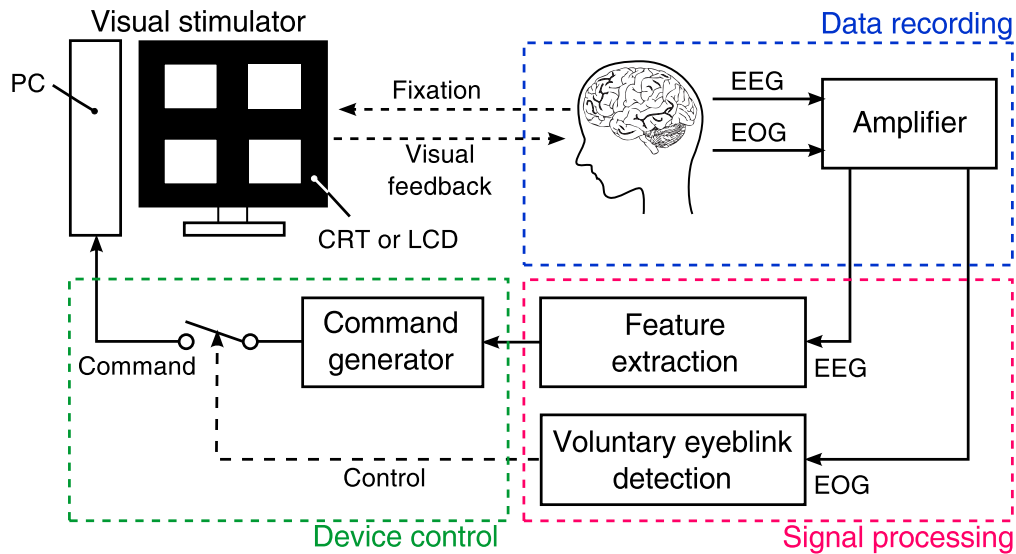 Visual stimulator
Data recording
PC
Fixation
Visual
feedback
CRT or LCD
EEG
EOG
Amplifier
Command
generator
Feature
extraction
Command
EEG
Voluntary eyeblink
detection
Control
EOG
Device control
Signal processing